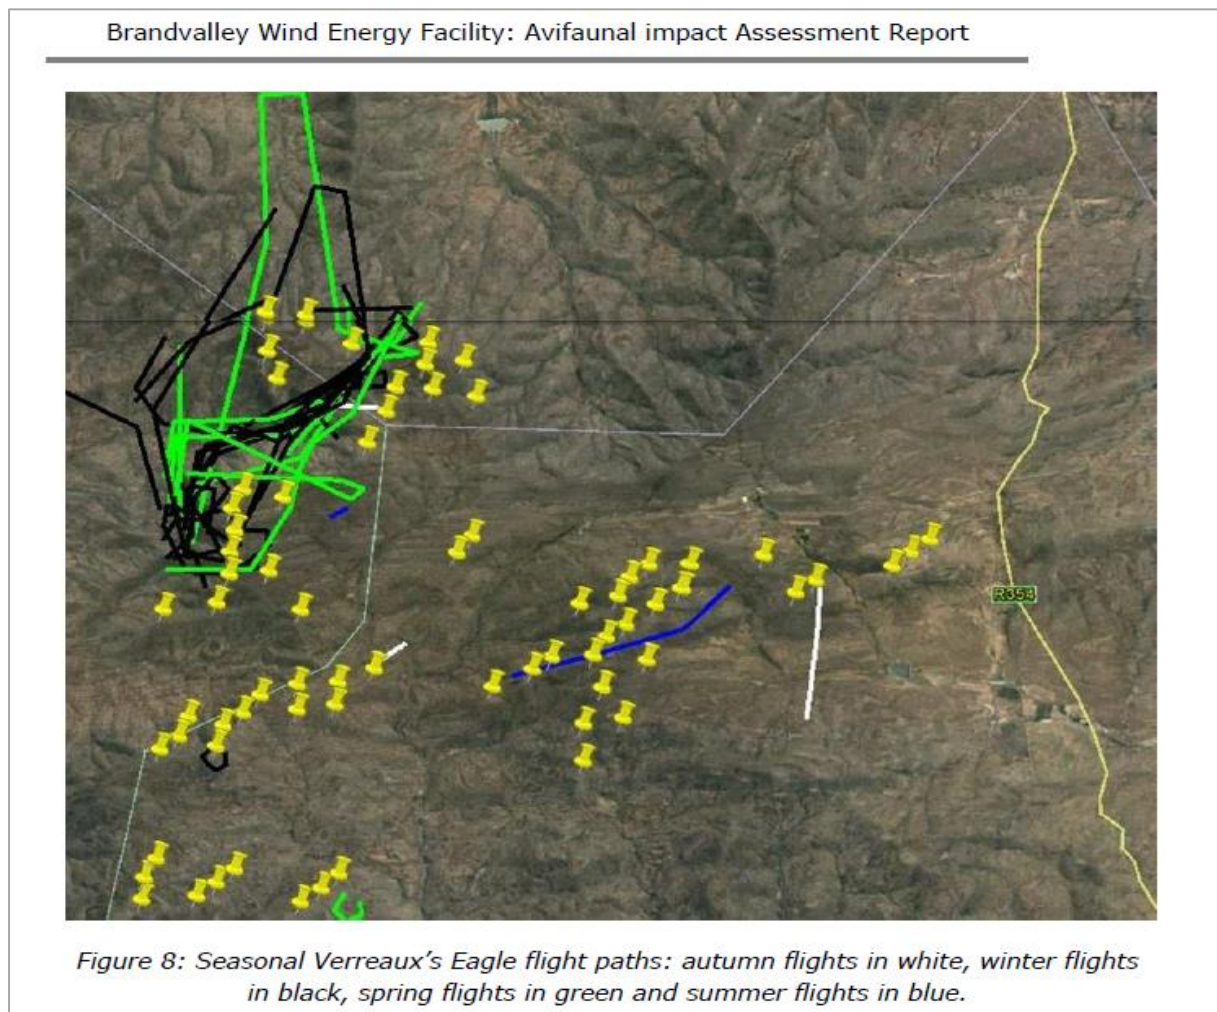 Brandvalley Wind Energy Facility: Avifaunal impact Assessment Report
R354
Figure 8: Seasonal Verreaux's Eagle flight paths: autumn flights in white, winter flights
in black, spring flights in green and summer flights in blue.